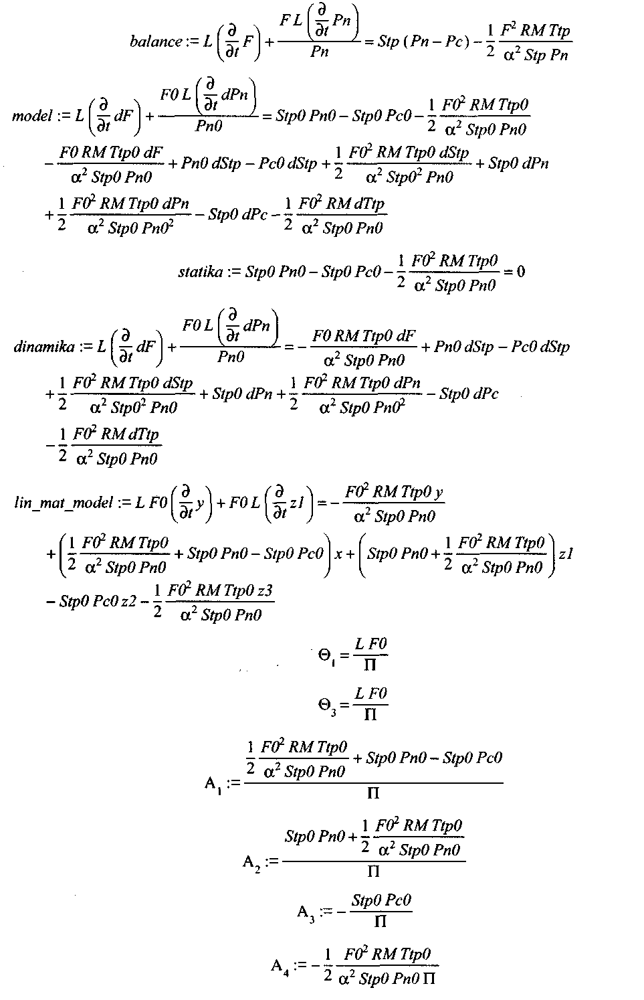 balance := L (∂/∂t F) + F L (∂/∂t Pn) / Pn = Stp (Pn − Pc) − 1/2 F² RM Ttp / α² Stp Pn
model := L (∂/∂t dF) + F0 L (∂/∂t dPn) / Pn0 = Stp0 Pn0 − Stp0 Pc0 − 1/2 F0² RM Ttp0 / α² Stp0 Pn0
− F0 RM Ttp0 dF / α² Stp0 Pn0 + Pn0 dStp − Pc0 dStp + 1/2 F0² RM Ttp0 dStp / α² Stp0² Pn0 + Stp0 dPn
+ 1/2 F0² RM Ttp0 dPn / α² Stp0 Pn0² − Stp0 dPc − 1/2 F0² RM dTtp / α² Stp0 Pn0
statika := Stp0 Pn0 − Stp0 Pc0 − 1/2 F0² RM Ttp0 / α² Stp0 Pn0 = 0
dinamika := L (∂/∂t dF) + F0 L (∂/∂t dPn) / Pn0 = − F0 RM Ttp0 dF / α² Stp0 Pn0 + Pn0 dStp − Pc0 dStp
+ 1/2 F0² RM Ttp0 dStp / α² Stp0² Pn0 + Stp0 dPn + 1/2 F0² RM Ttp0 dPn / α² Stp0 Pn0² − Stp0 dPc
− 1/2 F0² RM dTtp / α² Stp0 Pn0
lin_mat_model := L F0 (∂/∂t y) + F0 L (∂/∂t z1) = − F0² RM Ttp0 y / α² Stp0 Pn0
+ (1/2 F0² RM Ttp0 / α² Stp0 Pn0 + Stp0 Pn0 − Stp0 Pc0) x + (Stp0 Pn0 + 1/2 F0² RM Ttp0 / α² Stp0 Pn0) z1
− Stp0 Pc0 z2 − 1/2 F0² RM Ttp0 z3 / α² Stp0 Pn0
Θ₁ = L F0 / Π
Θ₃ = L F0 / Π
A₁ := (1/2 F0² RM Ttp0 / α² Stp0 Pn0 + Stp0 Pn0 − Stp0 Pc0) / Π
A₂ := (Stp0 Pn0 + 1/2 F0² RM Ttp0 / α² Stp0 Pn0) / Π
A₃ := − Stp0 Pc0 / Π
A₄ := − 1/2 F0² RM Ttp0 / α² Stp0 Pn0 Π